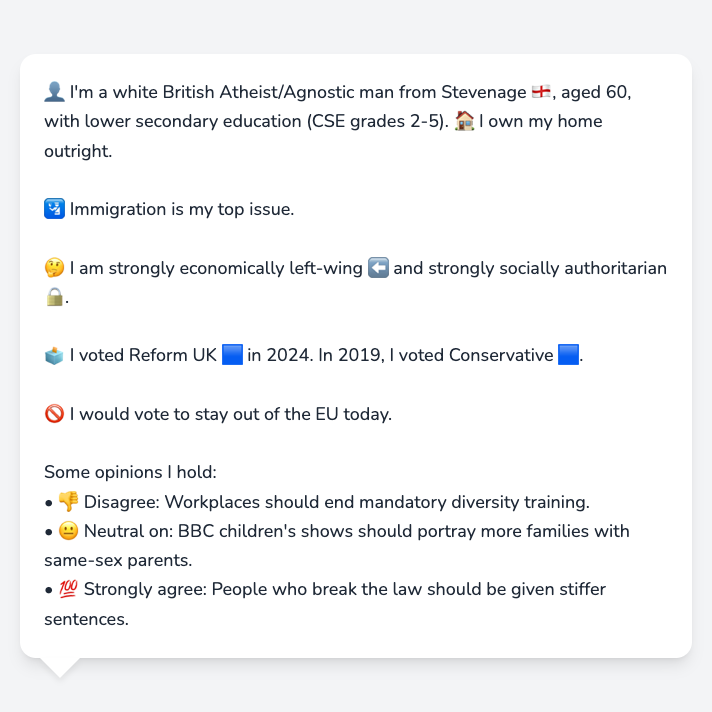 👤 I'm a white British Atheist/Agnostic man from Stevenage 🏴󠁧󠁢󠁥󠁮󠁧󠁿, aged 60,
with lower secondary education (CSE grades 2-5). 🏠 I own my home
outright.
🛂 Immigration is my top issue.
🤔 I am strongly economically left-wing ⬅️ and strongly socially authoritarian
🔒.
🗳️ I voted Reform UK 🟦 in 2024. In 2019, I voted Conservative 🟦.
🚫 I would vote to stay out of the EU today.
Some opinions I hold:
• 👎 Disagree: Workplaces should end mandatory diversity training.
• 😐 Neutral on: BBC children's shows should portray more families with
same-sex parents.
• 💯 Strongly agree: People who break the law should be given stiffer
sentences.